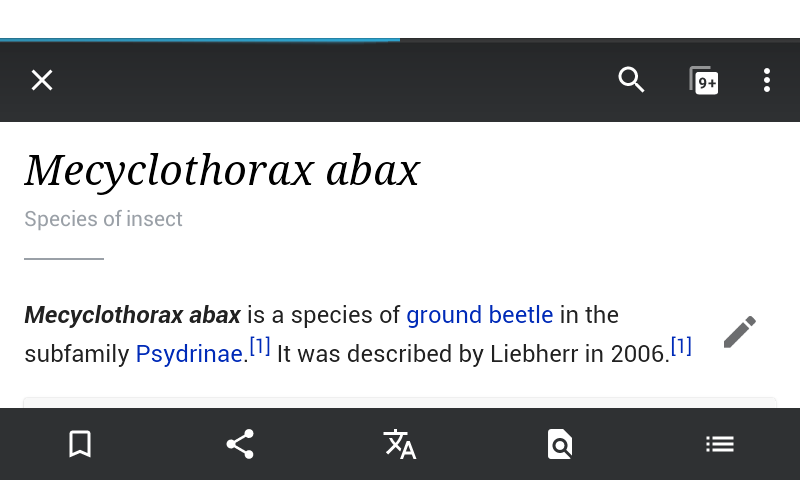 9+
Mecyclothorax abax
Species of insect
Mecyclothorax abax is a species of ground beetle in the
subfamily Psydrinae.[1] It was described by Liebherr in 2006.[1]